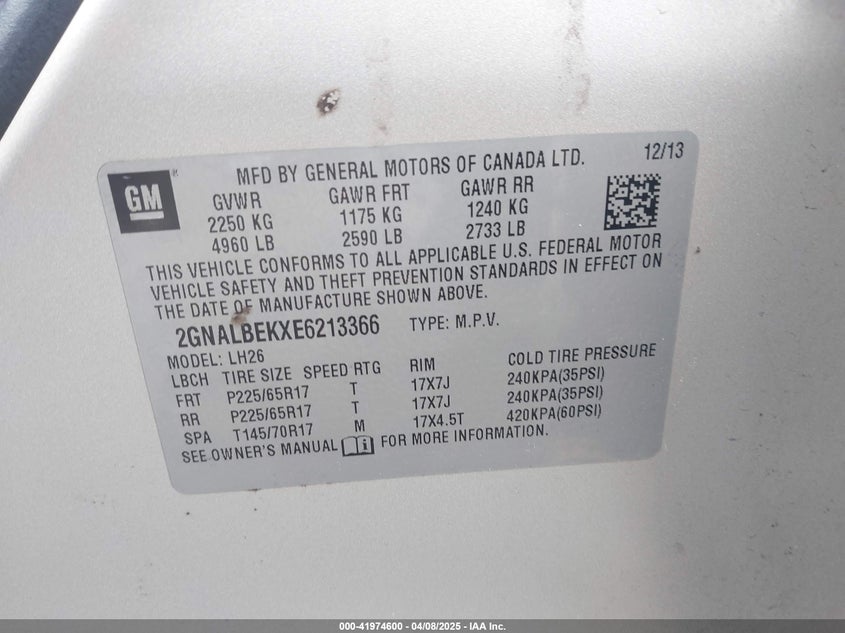 GM
MFD BY GENERAL MOTORS OF CANADA LTD. 12/13
GVWR GAWR FRT GAWR RR
2250 KG 1175 KG 1240 KG
4960 LB 2590 LB 2733 LB
THIS VEHICLE CONFORMS TO ALL APPLICABLE U.S. FEDERAL MOTOR
VEHICLE SAFETY AND THEFT PREVENTION STANDARDS IN EFFECT ON
THE DATE OF MANUFACTURE SHOWN ABOVE.
2GNALBEKXE6213366 TYPE: M.P.V.
MODEL: LH26
LBCH TIRE SIZE SPEED RTG RIM COLD TIRE PRESSURE
FRT P225/65R17 T 17X7J 240KPA(35PSI)
RR P225/65R17 T 17X7J 240KPA(35PSI)
SPA T145/70R17 M 17X4.5T 420KPA(60PSI)
SEE OWNER'S MANUAL FOR MORE INFORMATION.
000-41974600 - 04/08/2025 - IAA Inc.